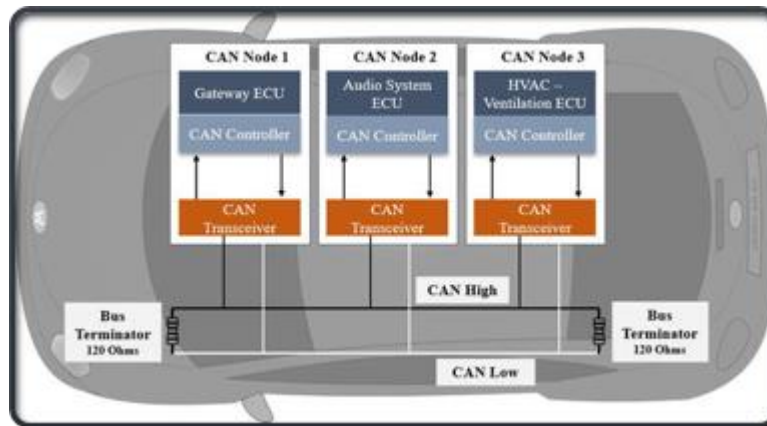 CAN Node 1
Gateway ECU
CAN Controller
CAN
Transceiver
CAN Node 2
Audio System
ECU
CAN Controller
CAN
Transceiver
CAN Node 3
HVAC ~
Ventilation ECU
CAN Controller
CAN
Transceiver
CAN High
Bus
Terminator
120 Ohms
Bus
Terminator
120 Ohms
CAN Low